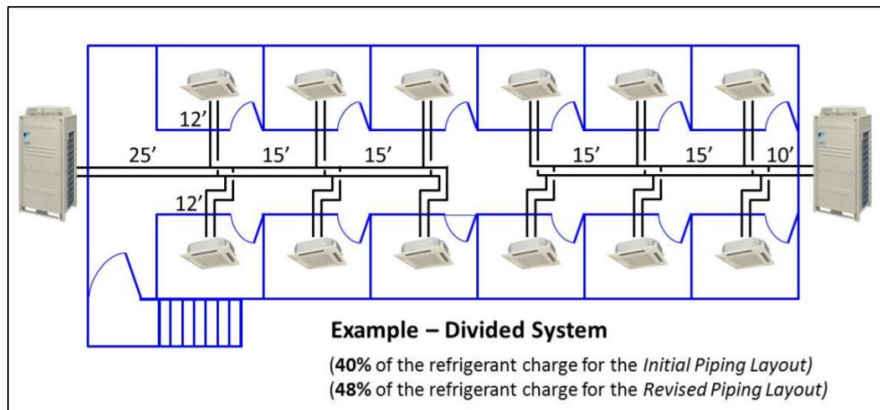 12’
25’ 15’ 15’ 15’ 15’ 10’
12’
Example – Divided System
(40% of the refrigerant charge for the Initial Piping Layout)
(48% of the refrigerant charge for the Revised Piping Layout)